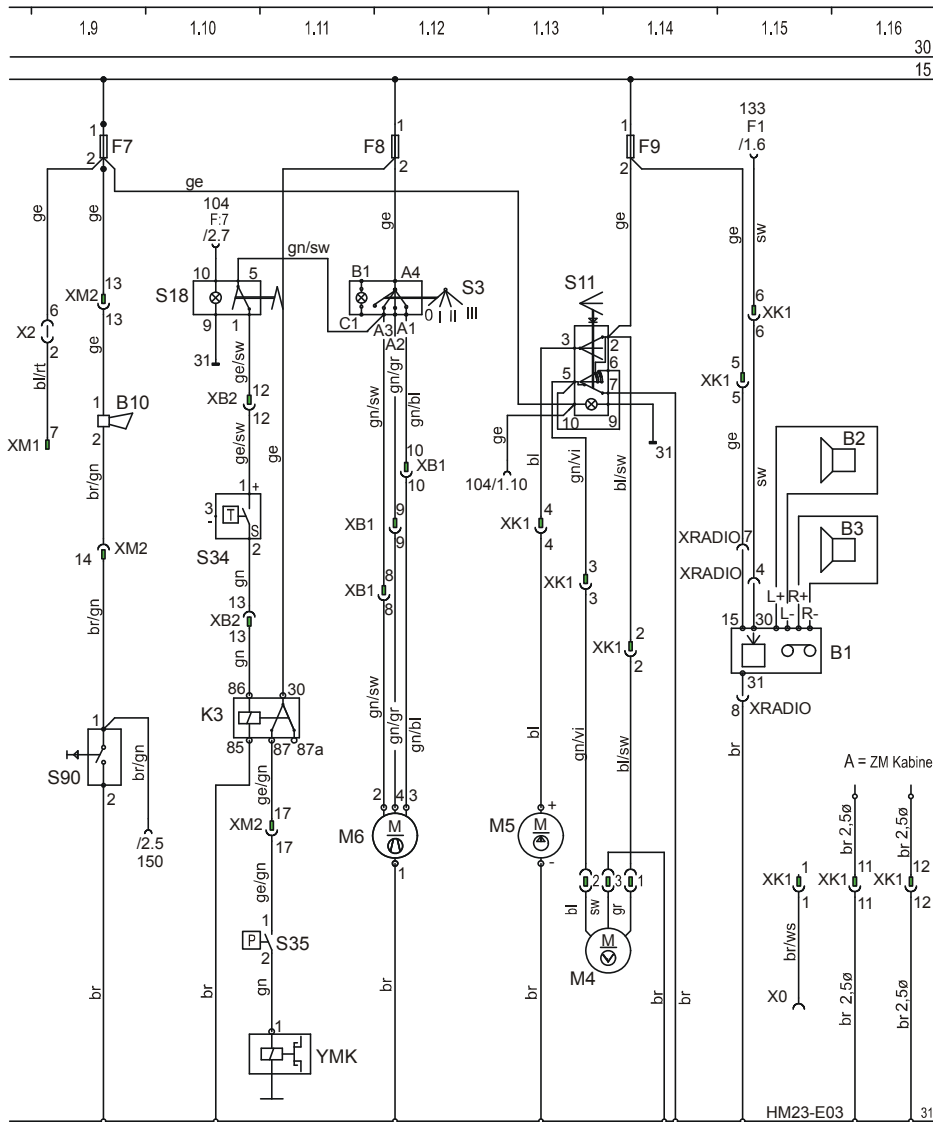 1.9 1.10 1.11 1.12 1.13 1.14 1.15 1.16
30
15
133
F1
/1.6
1 F7 1 F8 1 F9
2 2 2
ge
104
F:7
/2.7
ge ge ge ge ge sw
gn/sw
10 5 B1 A4 S3 S11
S18 0 I II III
XM2 13
13
9 1 C1 A3 A1
A2
6
X2
2
31
3 2
6
5 7
10 9
6
XK1
6
ge
bl/rt
ge/sw
gn/sw
gn/gr
gn/bl
5
XK1
5
XB2 12
12
1 B10
2
XM1 7
ge/sw
ge
ge
104/1.10
bl
gn/vi
bl/sw
31
ge
sw
B2
10
XB1
10
br/gn
3
-
1 +
T
S
2
S34
9
XB1
9
4
XK1
4
B3
XRADIO 7
XM2
14
8
XB1
8
3
XK1
3
XRADIO 4
gn
13
XB2
13
gn
L+ R+
L- R-
15 30
B1
31
8 XRADIO
br/gn
2
XK1
2
86 30
K3
85 87 87a
gn/sw
gn/gr
gn/bl
bl
gn/vi
bl/sw
br
1
S90
2
br/gn
ge/gn
A = ZM Kabine
17
XM2
17
2 4 3
M6 M
1
+
M5 M
-
br 2,5ø br 2,5ø
/2.5
150
ge/gn
2 3 1
bl sw gr
M
M4
1
XK1
1
11
XK1
11
12
XK1
12
1
P S35
2
br/ws
X0
gn
br br br br br br
br 2,5ø br 2,5ø
1
YMK
HM23-E03 31